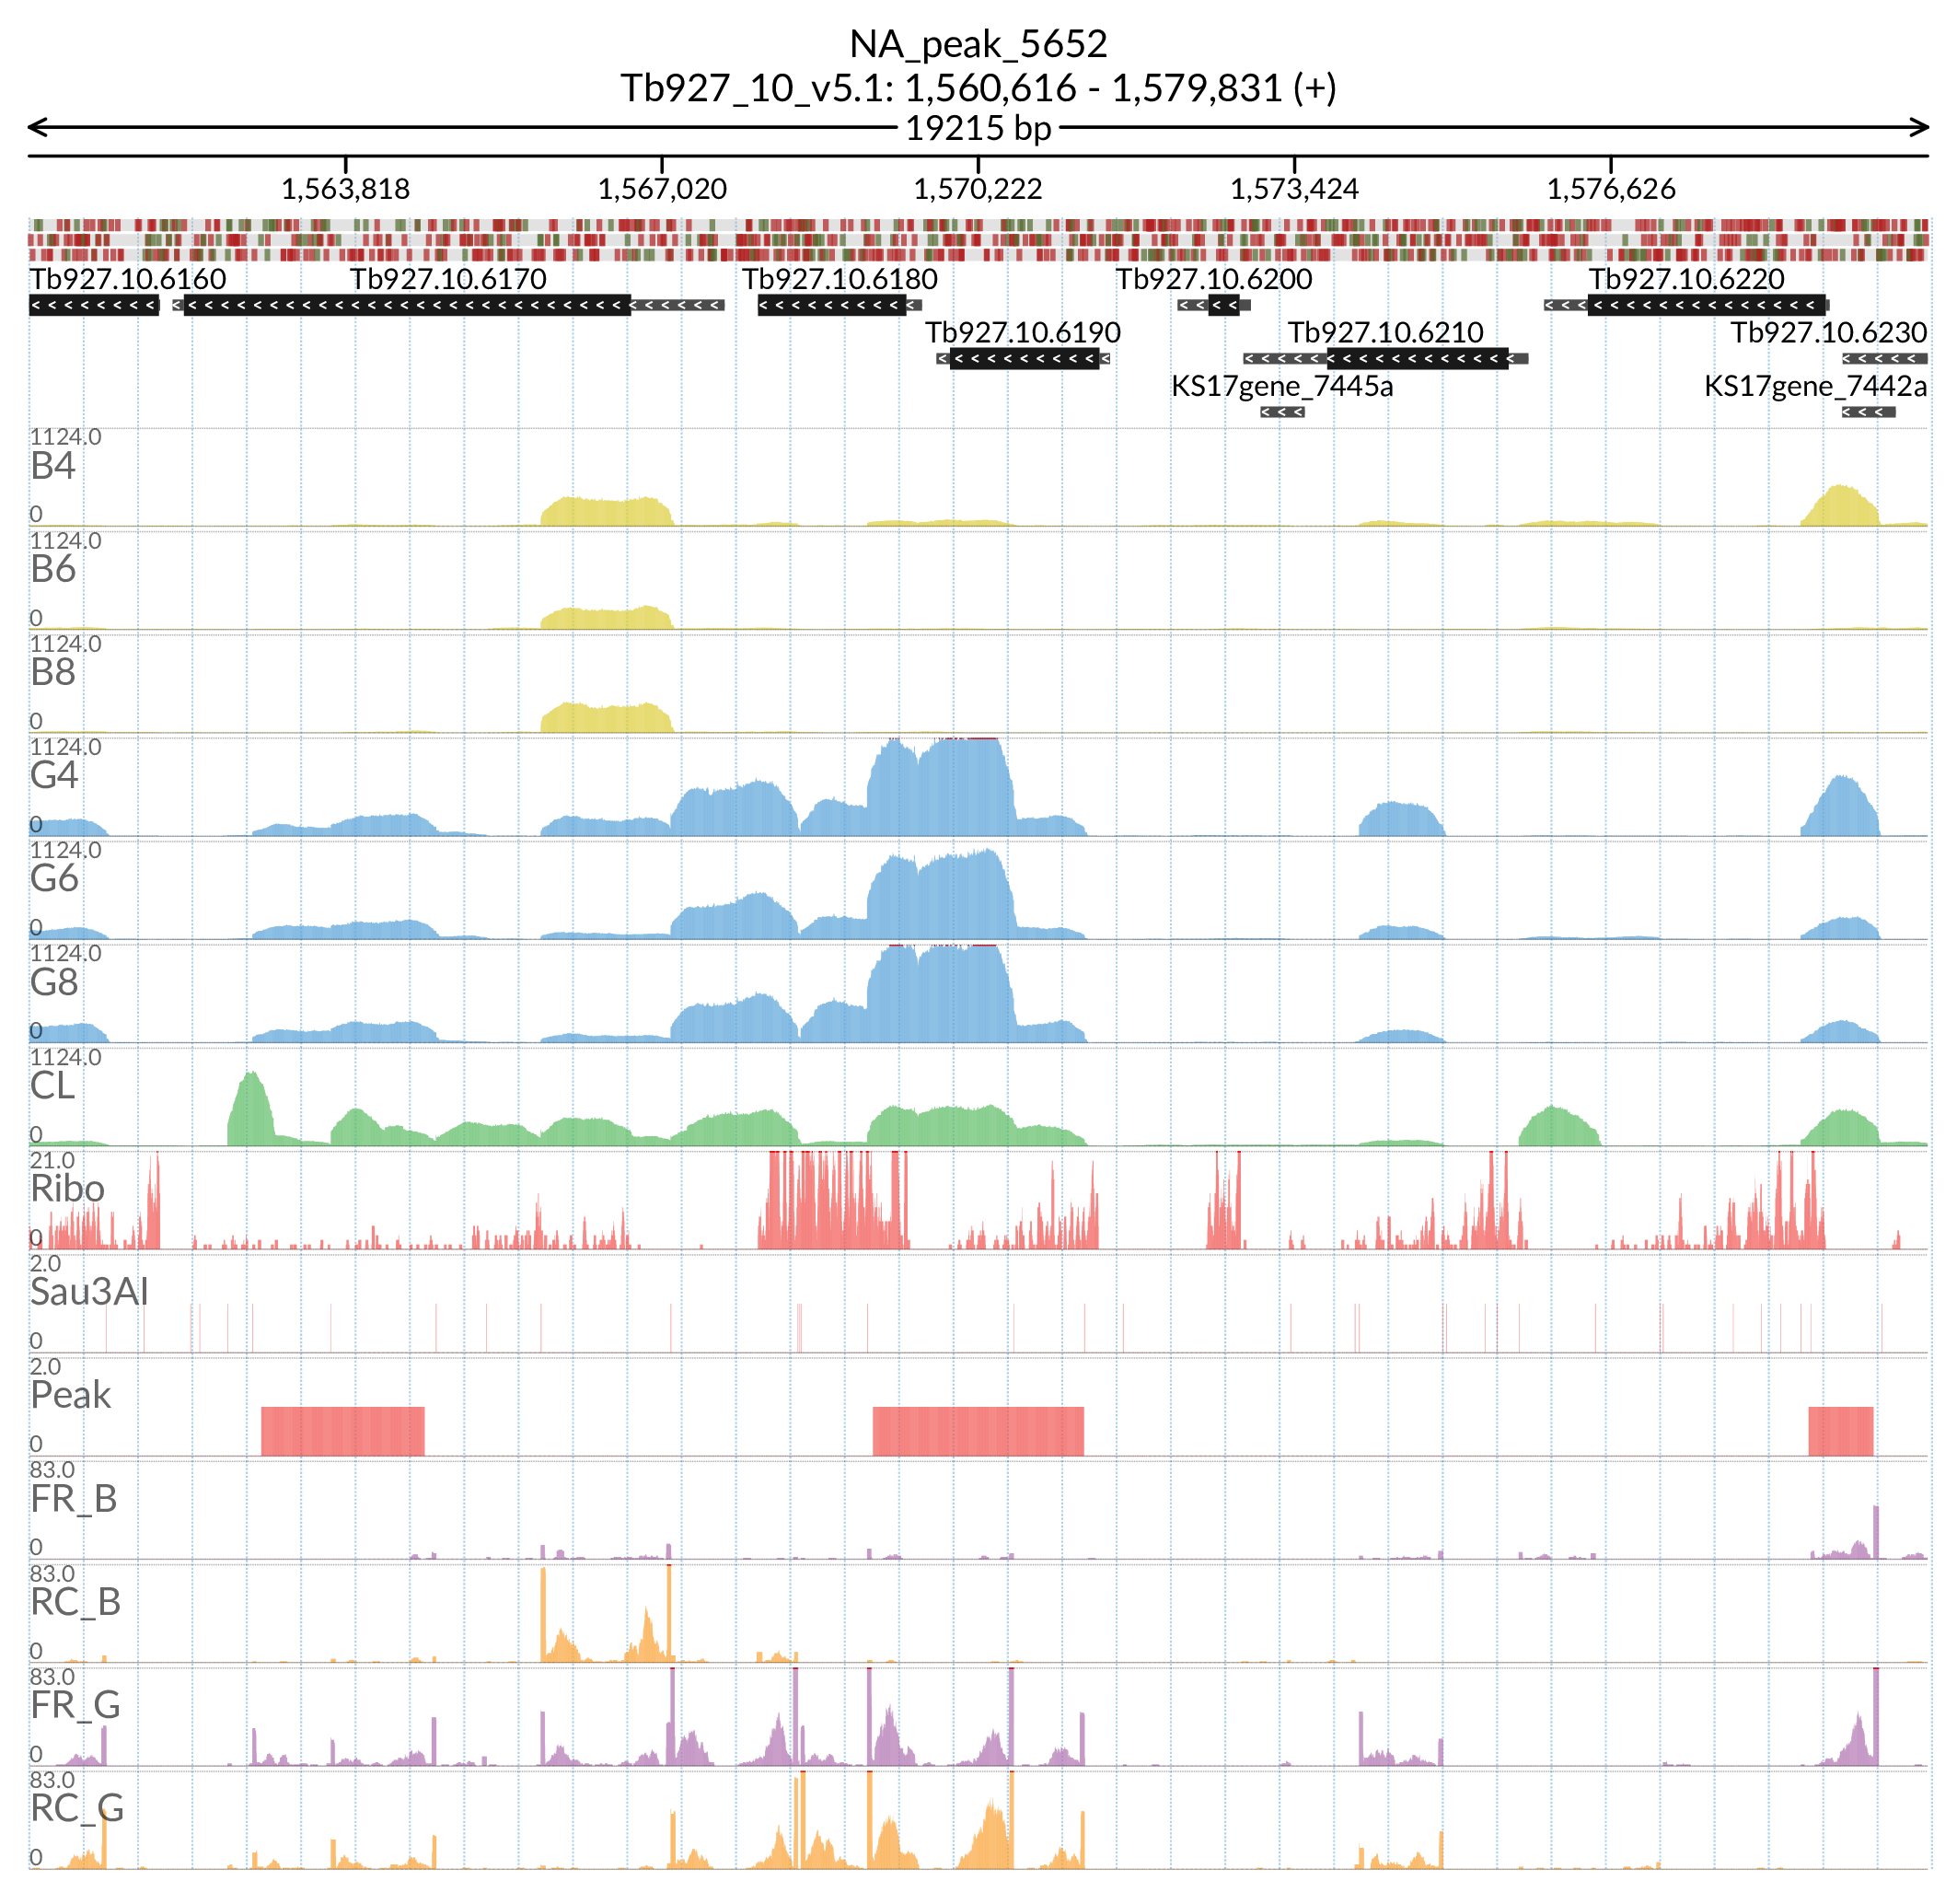 NA_peak_5652
Tb927_10_v5.1: 1,560,616 - 1,579,831 (+)
19215 bp
1,563,818 1,567,020 1,570,222 1,573,424 1,576,626
Tb927.10.6160 Tb927.10.6170 Tb927.10.6180 Tb927.10.6200 Tb927.10.6220
Tb927.10.6190 Tb927.10.6210 Tb927.10.6230
KS17gene_7445a KS17gene_7442a
1124.0
B4
0
1124.0
B6
0
1124.0
B8
0
1124.0
G4
0
1124.0
G6
0
1124.0
G8
0
1124.0
CL
0
21.0
Ribo
0
2.0
Sau3AI
0
2.0
Peak
0
83.0
FR_B
0
83.0
RC_B
0
83.0
FR_G
0
83.0
RC_G
0